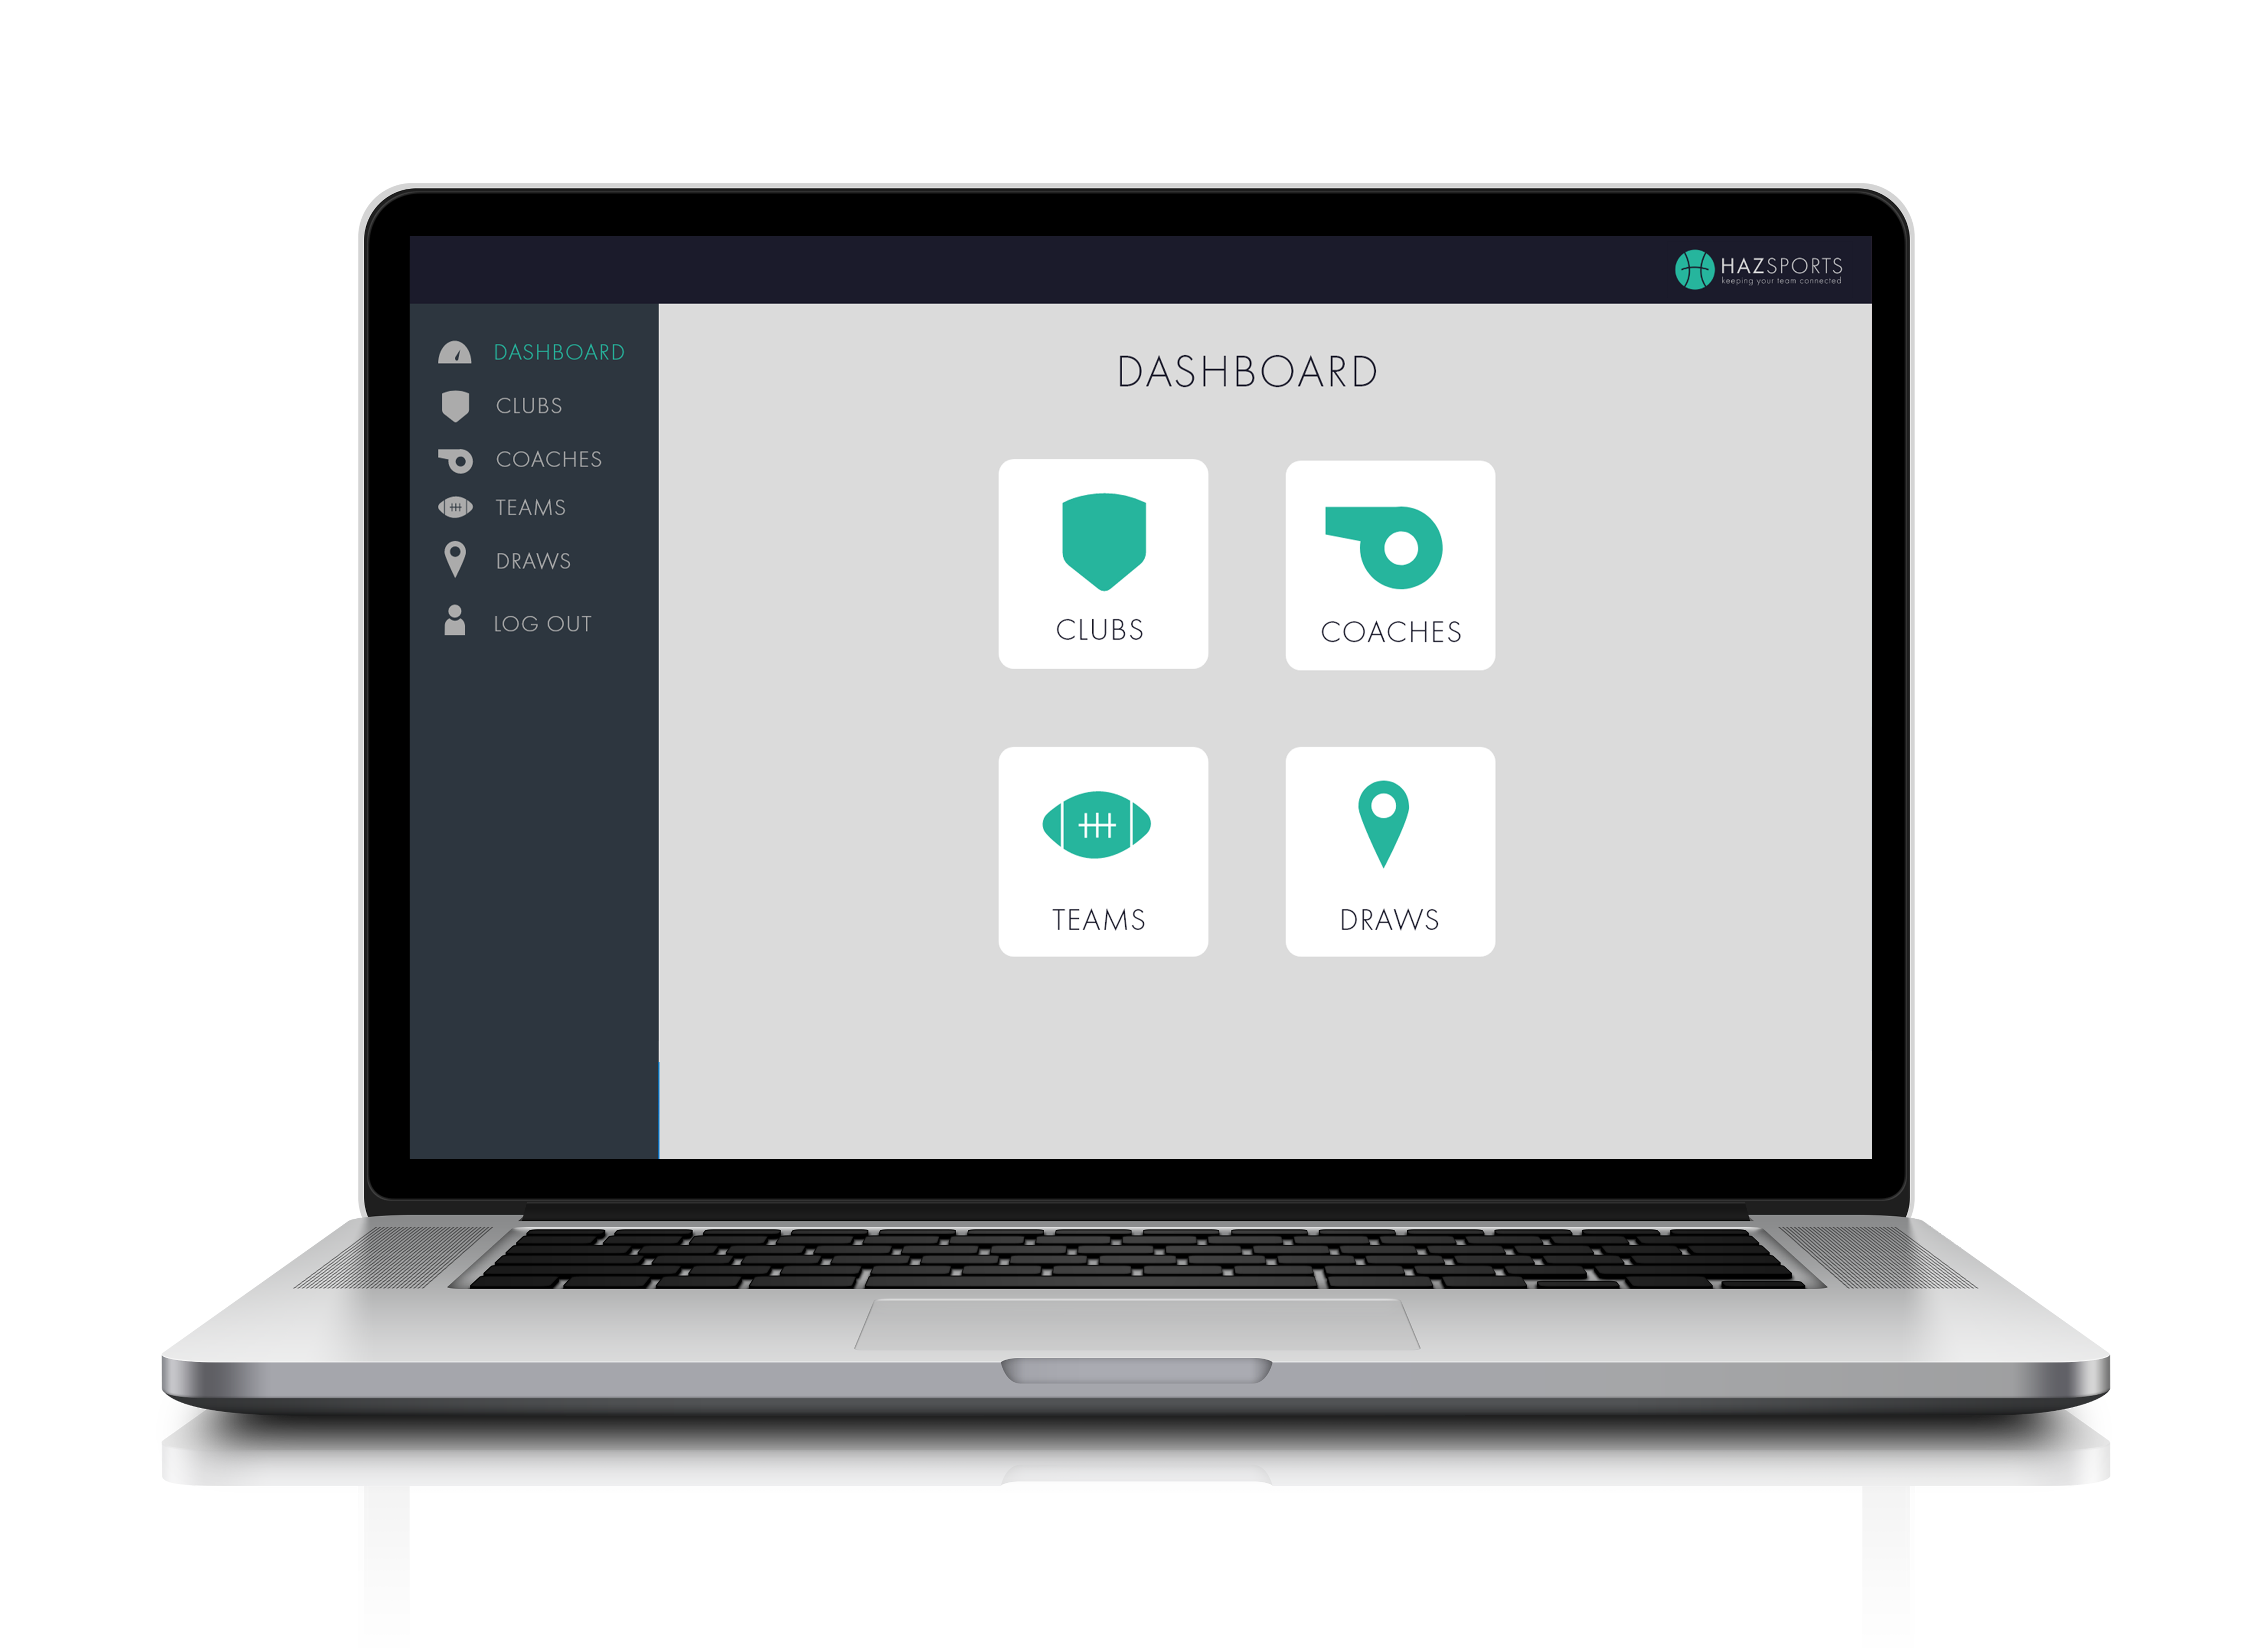 HAZSPORTS
keeping your team connected
DASHBOARD
CLUBS
COACHES
TEAMS
DRAWS
LOG OUT
DASHBOARD
CLUBS
COACHES
TEAMS
DRAWS